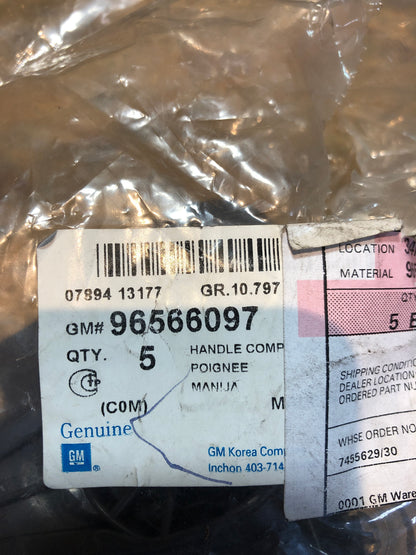 07894 13177 GR.10.797
GM# 96566097
QTY. 5 HANDLE COMP
POIGNEE
MANIJA
(COM) M
Genuine
GM
GM Korea Comp
Inchon 403-714
LOCATION
MATERIAL
QT
5
SHIPPING CONDITIO
DEALER LOCATION
ORDERED PART NU
WHSE ORDER NO
7455629/30
0001 GM Ware